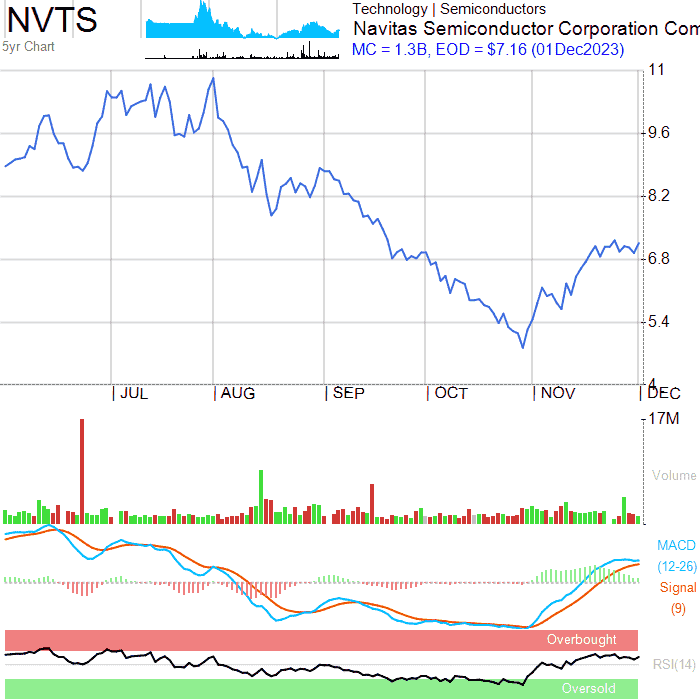 NVTS
5yr Chart
Technology | Semiconductors
Navitas Semiconductor Corporation Com
MC = 1.3B, EOD = $7.16 (01Dec2023)
11
9.6
8.2
6.8
5.4
4
JUL
AUG
SEP
OCT
NOV
DEC
17M
Volume
MACD
(12-26)
Signal
(9)
Overbought
RSI(14)
Oversold